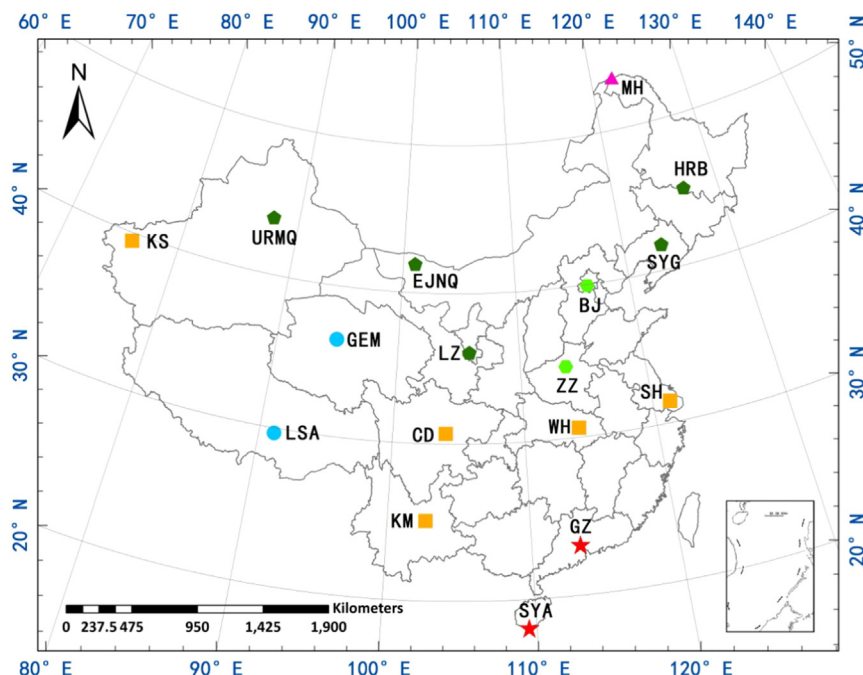 60° E 70° E 80° E 90° E 100° E 110° E 120° E 130° E 140° E 50° N
N
MH
HRB
40° N
40° N
KS
URMQ
SYG
EJNQ
BJ
GEM
LZ
30° N
ZZ
30° N
SH
LSA
CD
WH
KM
GZ
20° N
20° N
SYA
Kilometers
0 237.5 475 950 1,425 1,900
80° E 90° E 100° E 110° E 120° E